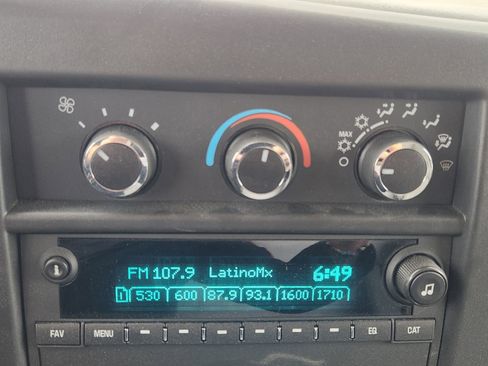 MAX
FM 107.9 LatinoMx 6:49
1 530 600 87.9 93.1 1600 1710
FAV MENU EQ CAT
i